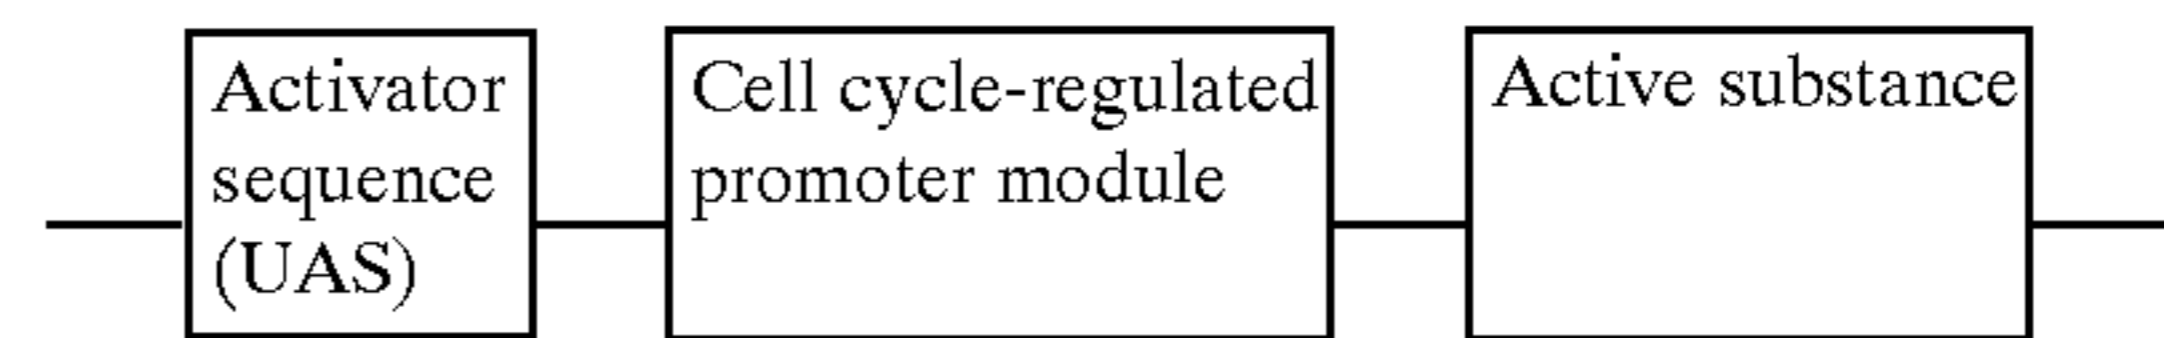 Activator
sequence
(UAS)
Cell cycle-regulated
promoter module
Active substance